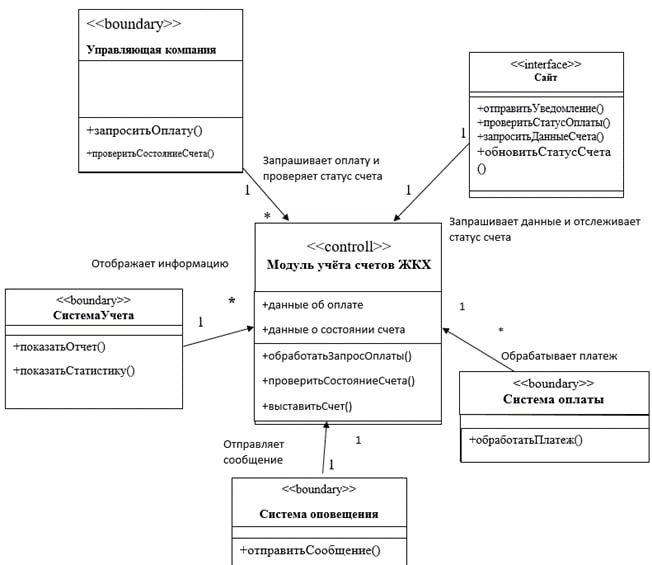 <<boundary>>
Управляющая компания
+запроситьОплату()
+проверитьСостояниеСчета()
<<interface>>
Сайт
+отправитьУведомление()
+проверитьСтатусОплаты()
+запроситьДанныеСчета()
+обновитьСтатусСчета
()
1
Запрашивает оплату и
проверяет статус счета
1
1
*
Запрашивает данные и отслеживает
статус счета
<<controll>>
Модуль учёта счетов ЖКХ
+данные об оплате
+данные о состоянии счета
+обработатьЗапросОплаты()
+проверитьСостояниеСчета()
+выставитьСчет()
Отображает информацию
*
1
<<boundary>>
СистемаУчета
+показатьОтчет()
+показатьСтатистику()
1
*
Обрабатывает платеж
<<boundary>>
Система оплаты
+обработатьПлатеж()
Отправляет
сообщение
1
1
<<boundary>>
Система оповещения
+отправитьСообщение()